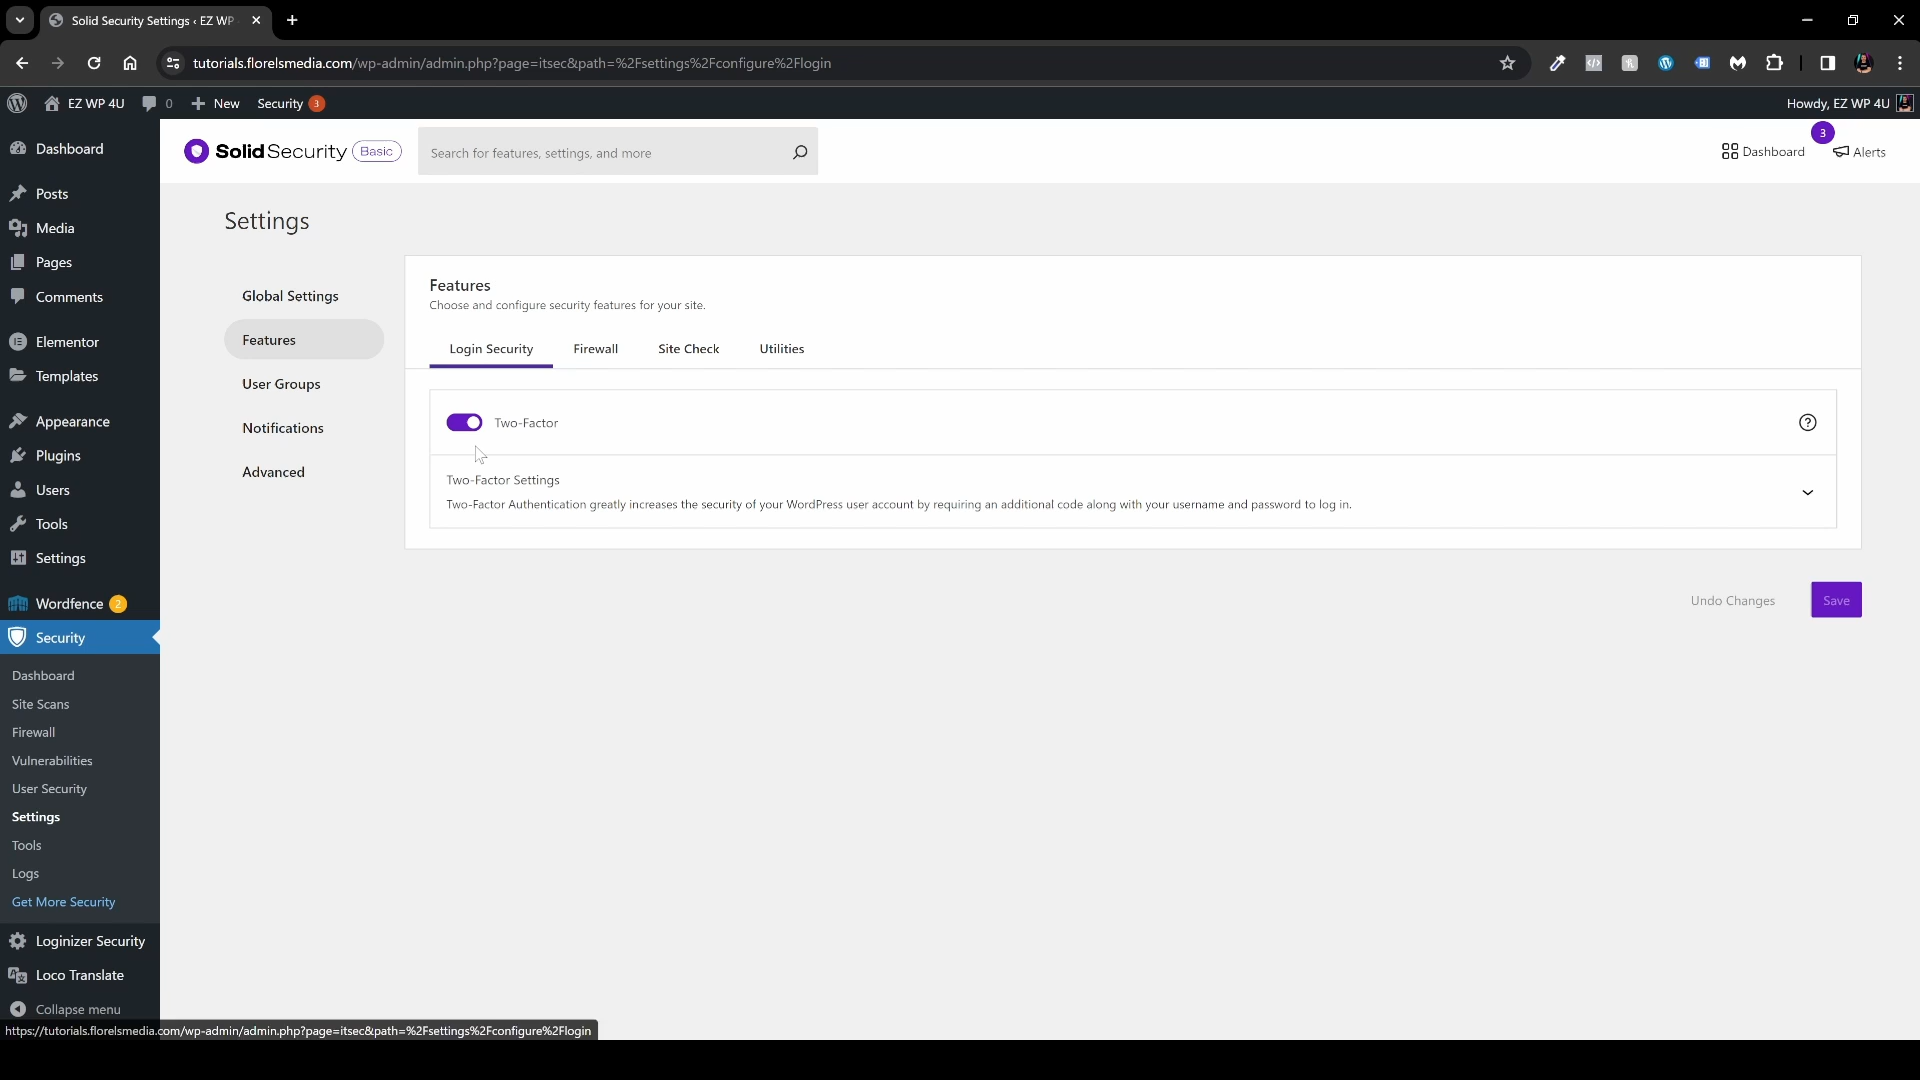 Solid Security Settings ‹ EZ WP
tutorials.florelsmedia.com/wp-admin/admin.php?page=itsec&path=%2Fsettings%2Fconfigure%2Flogin
EZ WP 4U
0
New
Security 3
Howdy, EZ WP 4U
Dashboard
Posts
Media
Pages
Comments
Elementor
Templates
Appearance
Plugins
Users
Tools
Settings
Wordfence 2
Security
Dashboard
Site Scans
Firewall
Vulnerabilities
User Security
Settings
Tools
Logs
Get More Security
Loginizer Security
Loco Translate
Collapse menu
SolidSecurity Basic
Search for features, settings, and more
Dashboard
3
Alerts
Settings
Global Settings
Features
User Groups
Notifications
Advanced
Features
Choose and configure security features for your site.
Login Security
Firewall
Site Check
Utilities
Two-Factor
?
Two-Factor Settings
Two-Factor Authentication greatly increases the security of your WordPress user account by requiring an additional code along with your username and password to log in.
Undo Changes
Save
https://tutorials.florelsmedia.com/wp-admin/admin.php?page=itsec&path=%2Fsettings%2Fconfigure%2Flogin